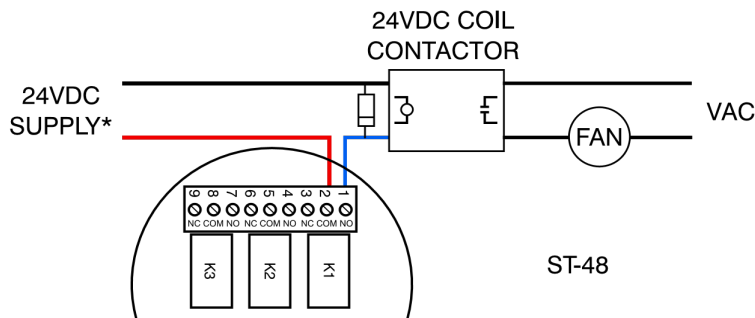 24VDC COIL
CONTACTOR
24VDC
SUPPLY*
VAC
FAN
9 8 7 6 5 4 3 2 1
NC COM NO NC COM NO NC COM NO
K3 K2 K1
ST-48